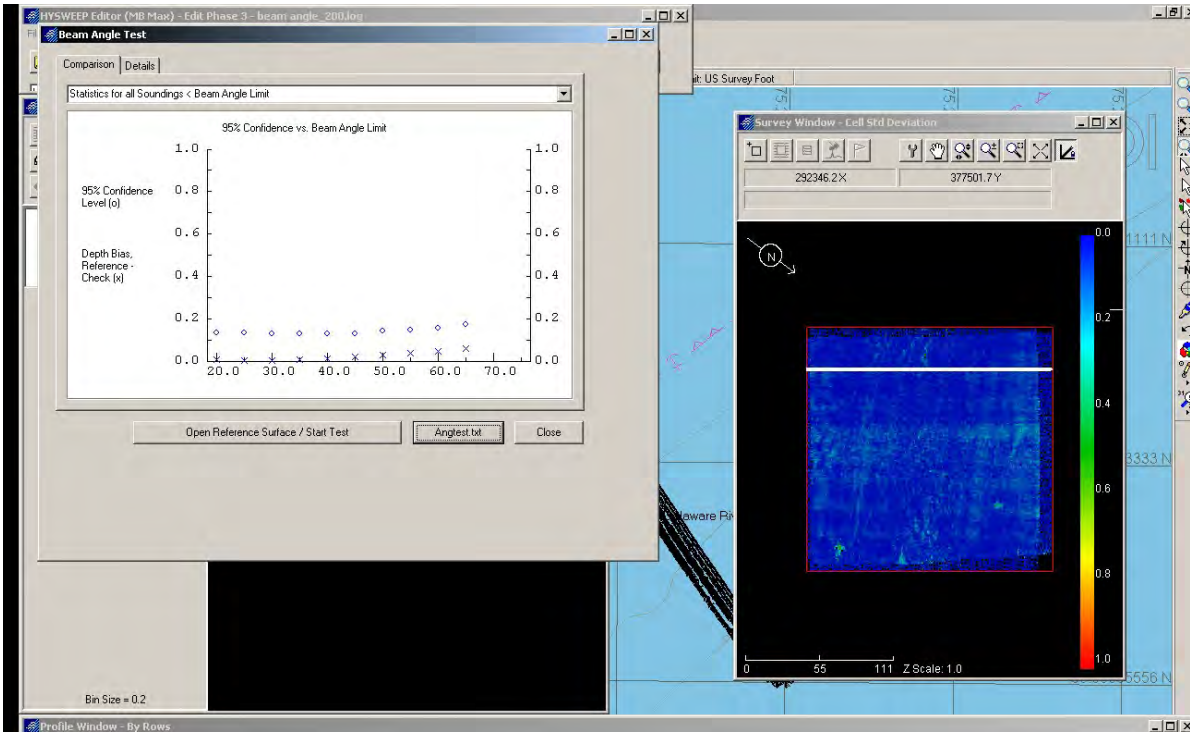 HYSWEEP Editor (MB Max) - Edit Phase 3 - beam angle_200.log
Beam Angle Test
Comparison
Details
Statistics for all Soundings < Beam Angle Limit
95% Confidence vs. Beam Angle Limit
95% Confidence
Level (o)
Depth Bias,
Reference -
Check (x)
1.0
0.8
0.6
0.4
0.2
0.0
1.0
0.8
0.6
0.4
0.2
0.0
20.0 30.0 40.0 50.0 60.0 70.0
Open Reference Surface / Start Test
Angtest.txt
Close
Bin Size = 0.2
Profile Window - By Rows
it: US Survey Foot
Survey Window - Cell Std Deviation
292346.2 X
377501.7 Y
N
0.0
0.2
0.4
0.6
0.8
1.0
0 55 111 Z Scale: 1.0
1111 N
3333 N
5556 N
laware Ri